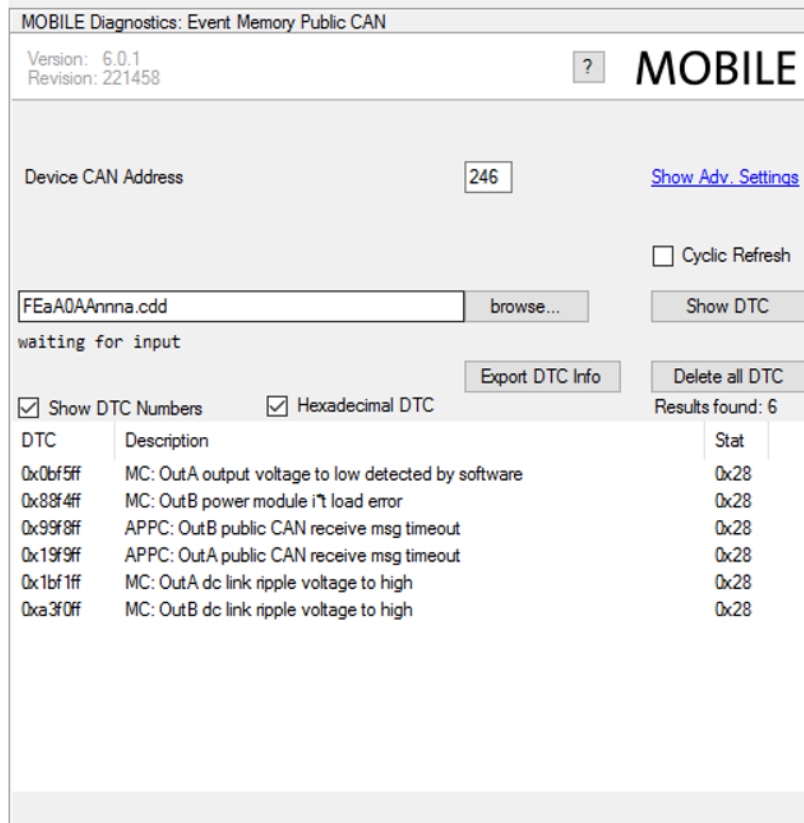 MOBILE Diagnostics: Event Memory Public CAN
Version: 6.0.1
Revision: 221458
?
MOBILE
Device CAN Address
246
Show Adv. Settings
Cyclic Refresh
FEaA0AAnnna.cdd
browse...
Show DTC
waiting for input
Export DTC Info
Delete all DTC
Show DTC Numbers
Hexadecimal DTC
Results found: 6
DTC Description Stat
0x0bf5ff MC: OutA output voltage to low detected by software 0x28
0x88f4ff MC: OutB power module load error 0x28
0x99f8ff APPC: OutB public CAN receive msg timeout 0x28
0x19f9ff APPC: OutA public CAN receive msg timeout 0x28
0x1bf1ff MC: OutA dc link ripple voltage to high 0x28
0xa3f0ff MC: OutB dc link ripple voltage to high 0x28